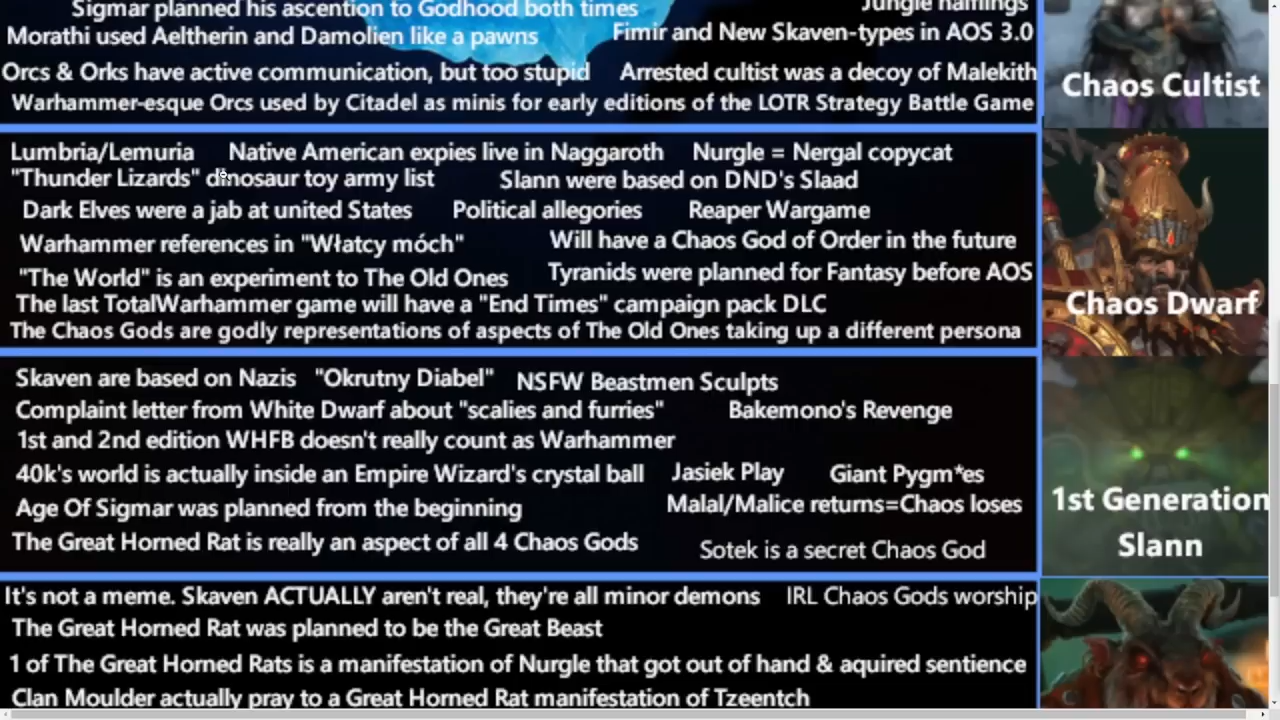 Sigmar planned his ascention to Godhood both times Jungle namings
Morathi used Aeltherin and Damolien like a pawns Fimir and New Skaven-types in AOS 3.0
Orcs & Orks have active communication, but too stupid Arrested cultist was a decoy of Malekith
Warhammer-esque Orcs used by Citadel as minis for early editions of the LOTR Strategy Battle Game
Chaos Cultist
Lumbria/Lemuria Native American expies live in Naggaroth Nurgle = Nergal copycat
"Thunder Lizards" dinosaur toy army list Slann were based on DND's Slaad
Dark Elves were a jab at united States Political allegories Reaper Wargame
Warhammer references in "Włatcy móch" Will have a Chaos God of Order in the future
"The World" is an experiment to The Old Ones Tyranids were planned for Fantasy before AOS
The last TotalWarhammer game will have a "End Times" campaign pack DLC
The Chaos Gods are godly representations of aspects of The Old Ones taking up a different persona
Chaos Dwarf
Skaven are based on Nazis "Okrutny Diabel" NSFW Beastmen Sculpts
Complaint letter from White Dwarf about "scalies and furries" Bakemono's Revenge
1st and 2nd edition WHFB doesn't really count as Warhammer
40k's world is actually inside an Empire Wizard's crystal ball Jasiek Play Giant Pygm*es
Age Of Sigmar was planned from the beginning Malal/Malice returns=Chaos loses
The Great Horned Rat is really an aspect of all 4 Chaos Gods Sotek is a secret Chaos God
1st Generation
Slann
It's not a meme. Skaven ACTUALLY aren't real, they're all minor demons IRL Chaos Gods worship
The Great Horned Rat was planned to be the Great Beast
1 of The Great Horned Rats is a manifestation of Nurgle that got out of hand & aquired sentience
Clan Moulder actually pray to a Great Horned Rat manifestation of Tzeentch